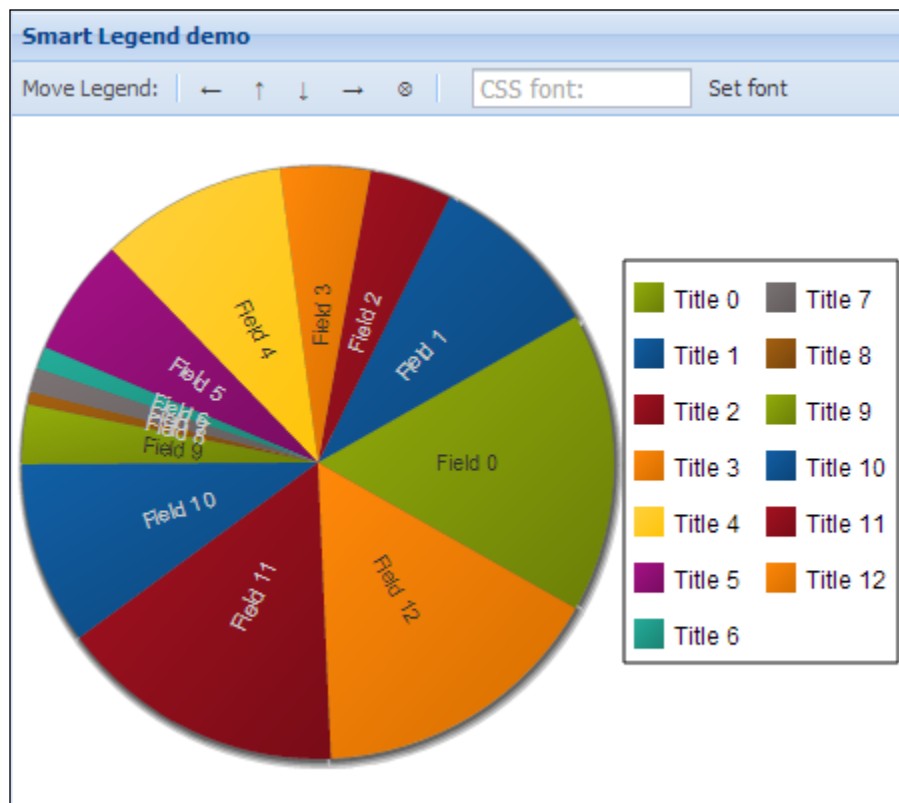 Smart Legend demo
Move Legend: ← ↑ ↓ → ⊗ CSS font: Set font
Field 3
Field 2
Field 4
Field 1
Field 5
Field 6
Field 9
Field 0
Field 10
Field 11
Field 12
Title 0 Title 7
Title 1 Title 8
Title 2 Title 9
Title 3 Title 10
Title 4 Title 11
Title 5 Title 12
Title 6